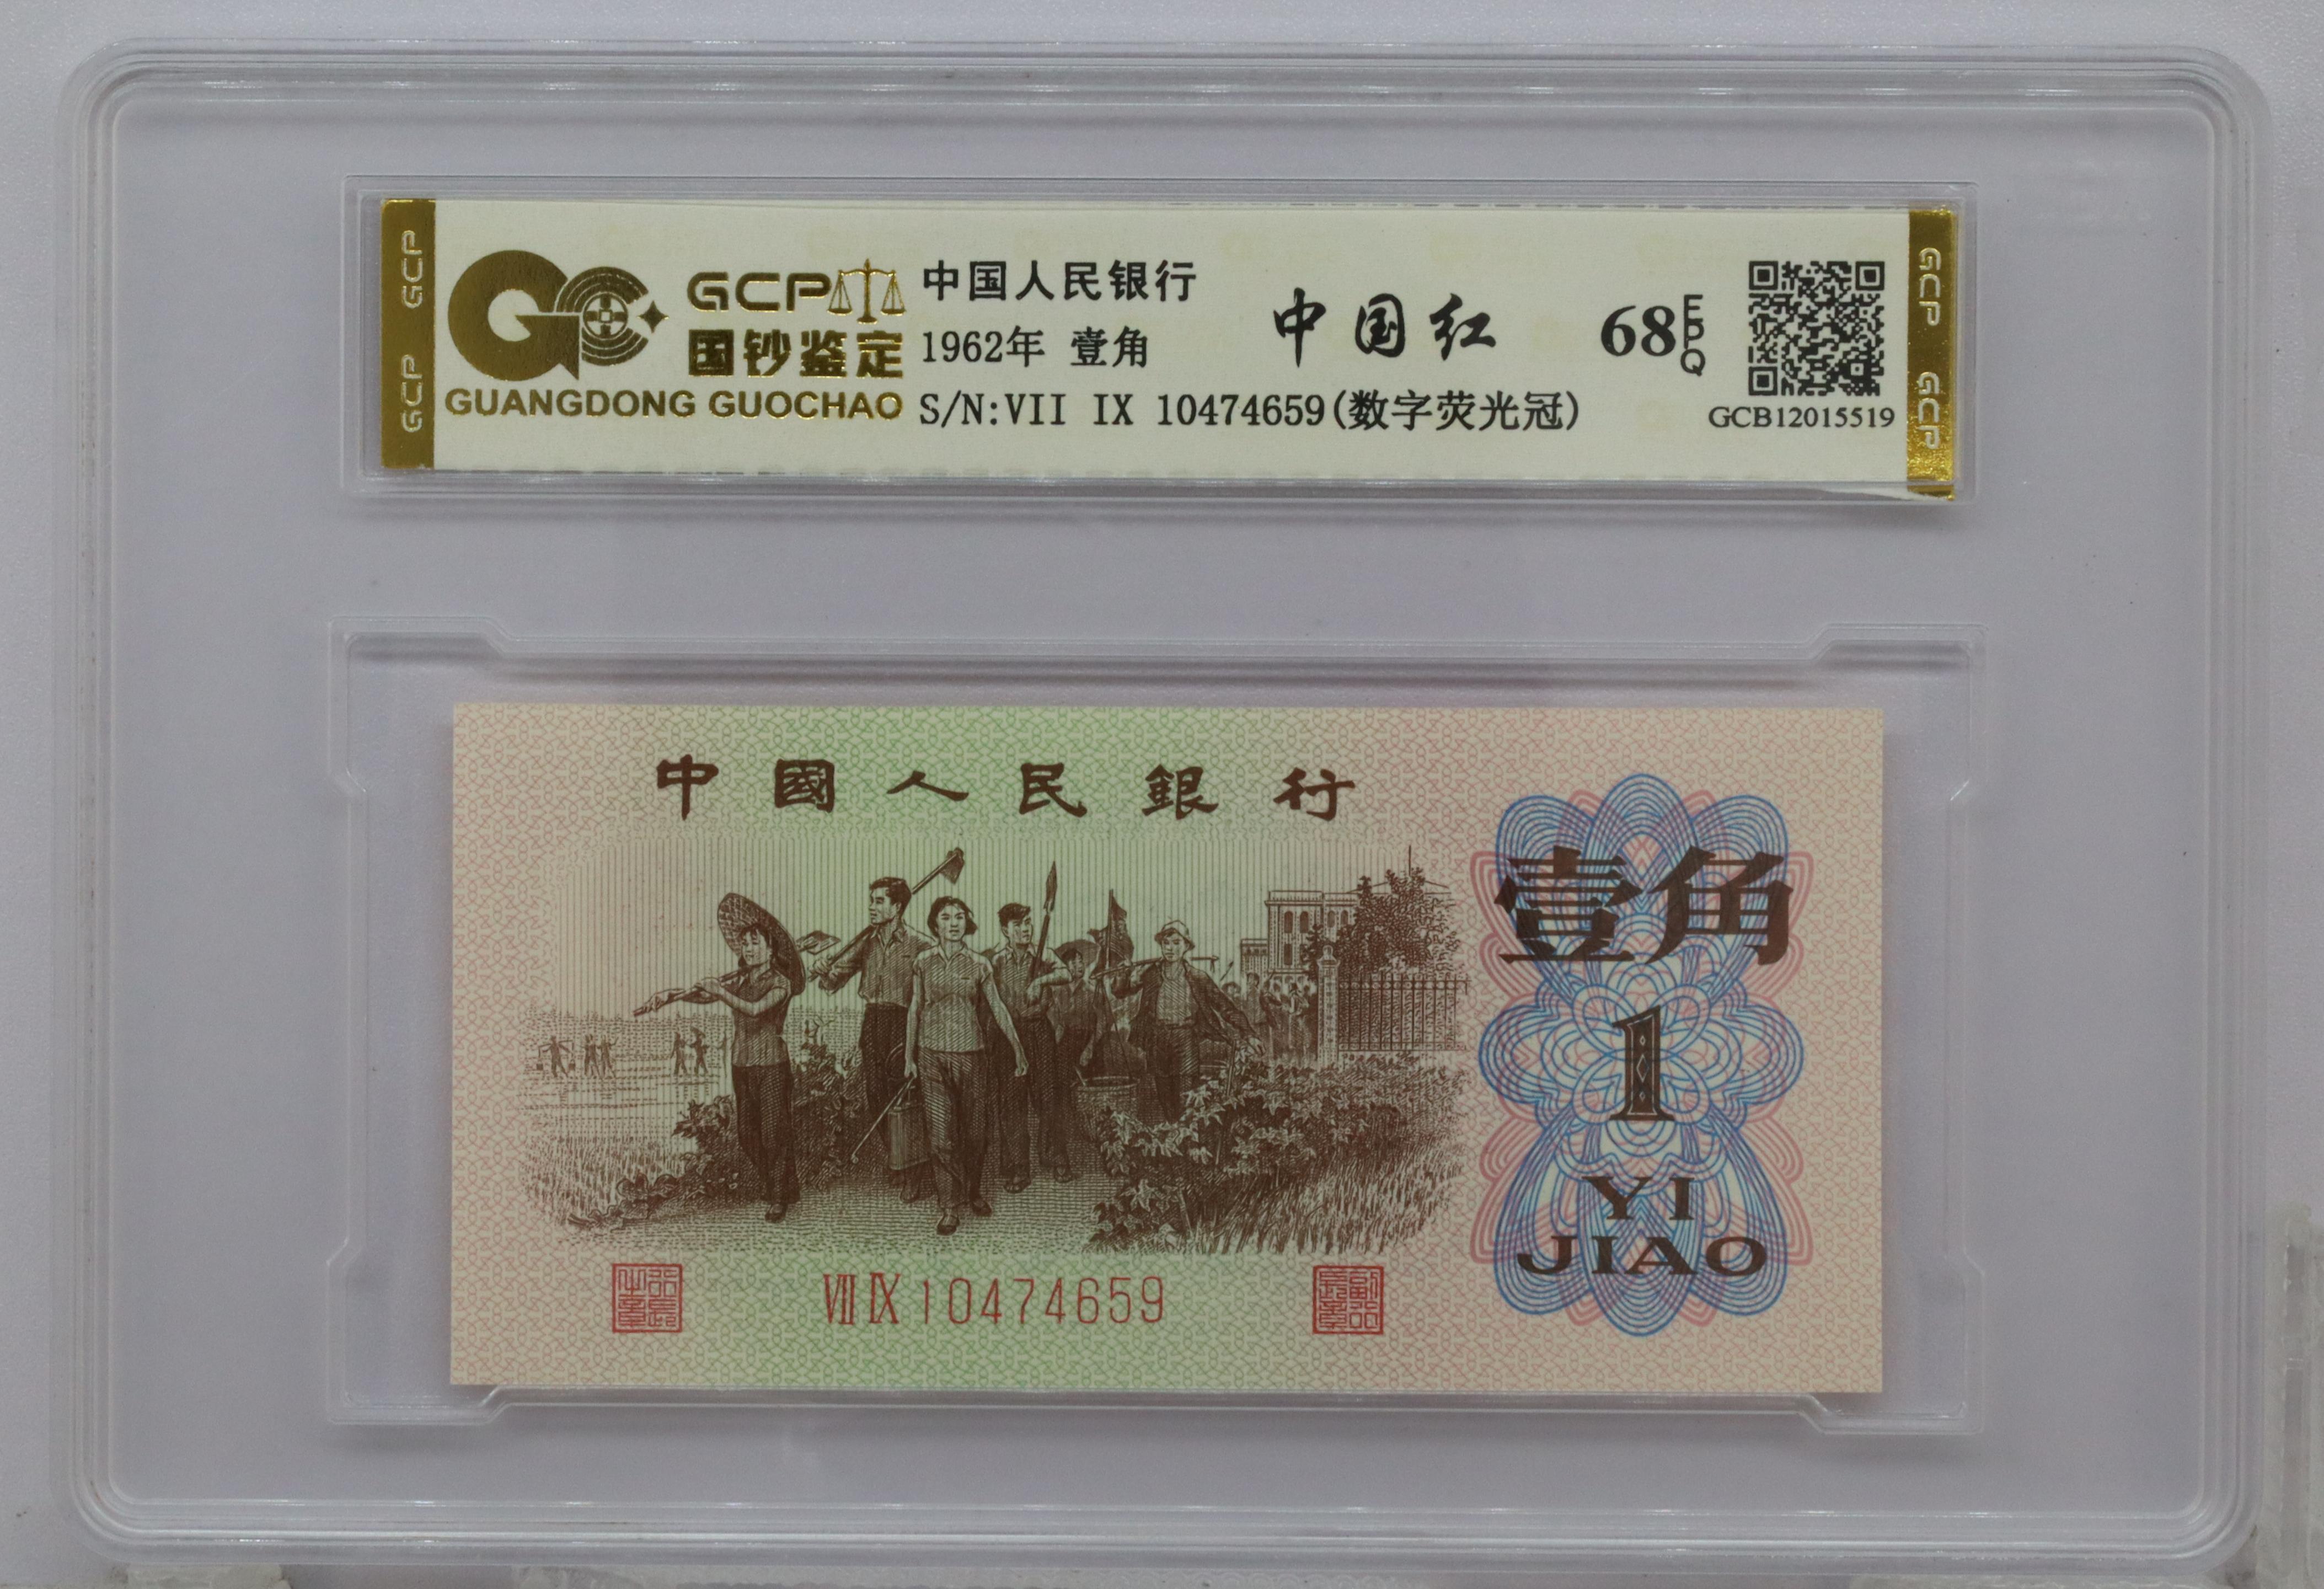 GCP GCP
GCP
国钞鉴定
GUANGDONG GUOCHAO
中国人民银行
1962年 壹角
S/N:VII IX 10474659(数字荧光冠)
中国红
68 EPQ
GCB12015519
GCP GCP
中國人民銀行
壹角
1
YI
JIAO
VII IX 10474659